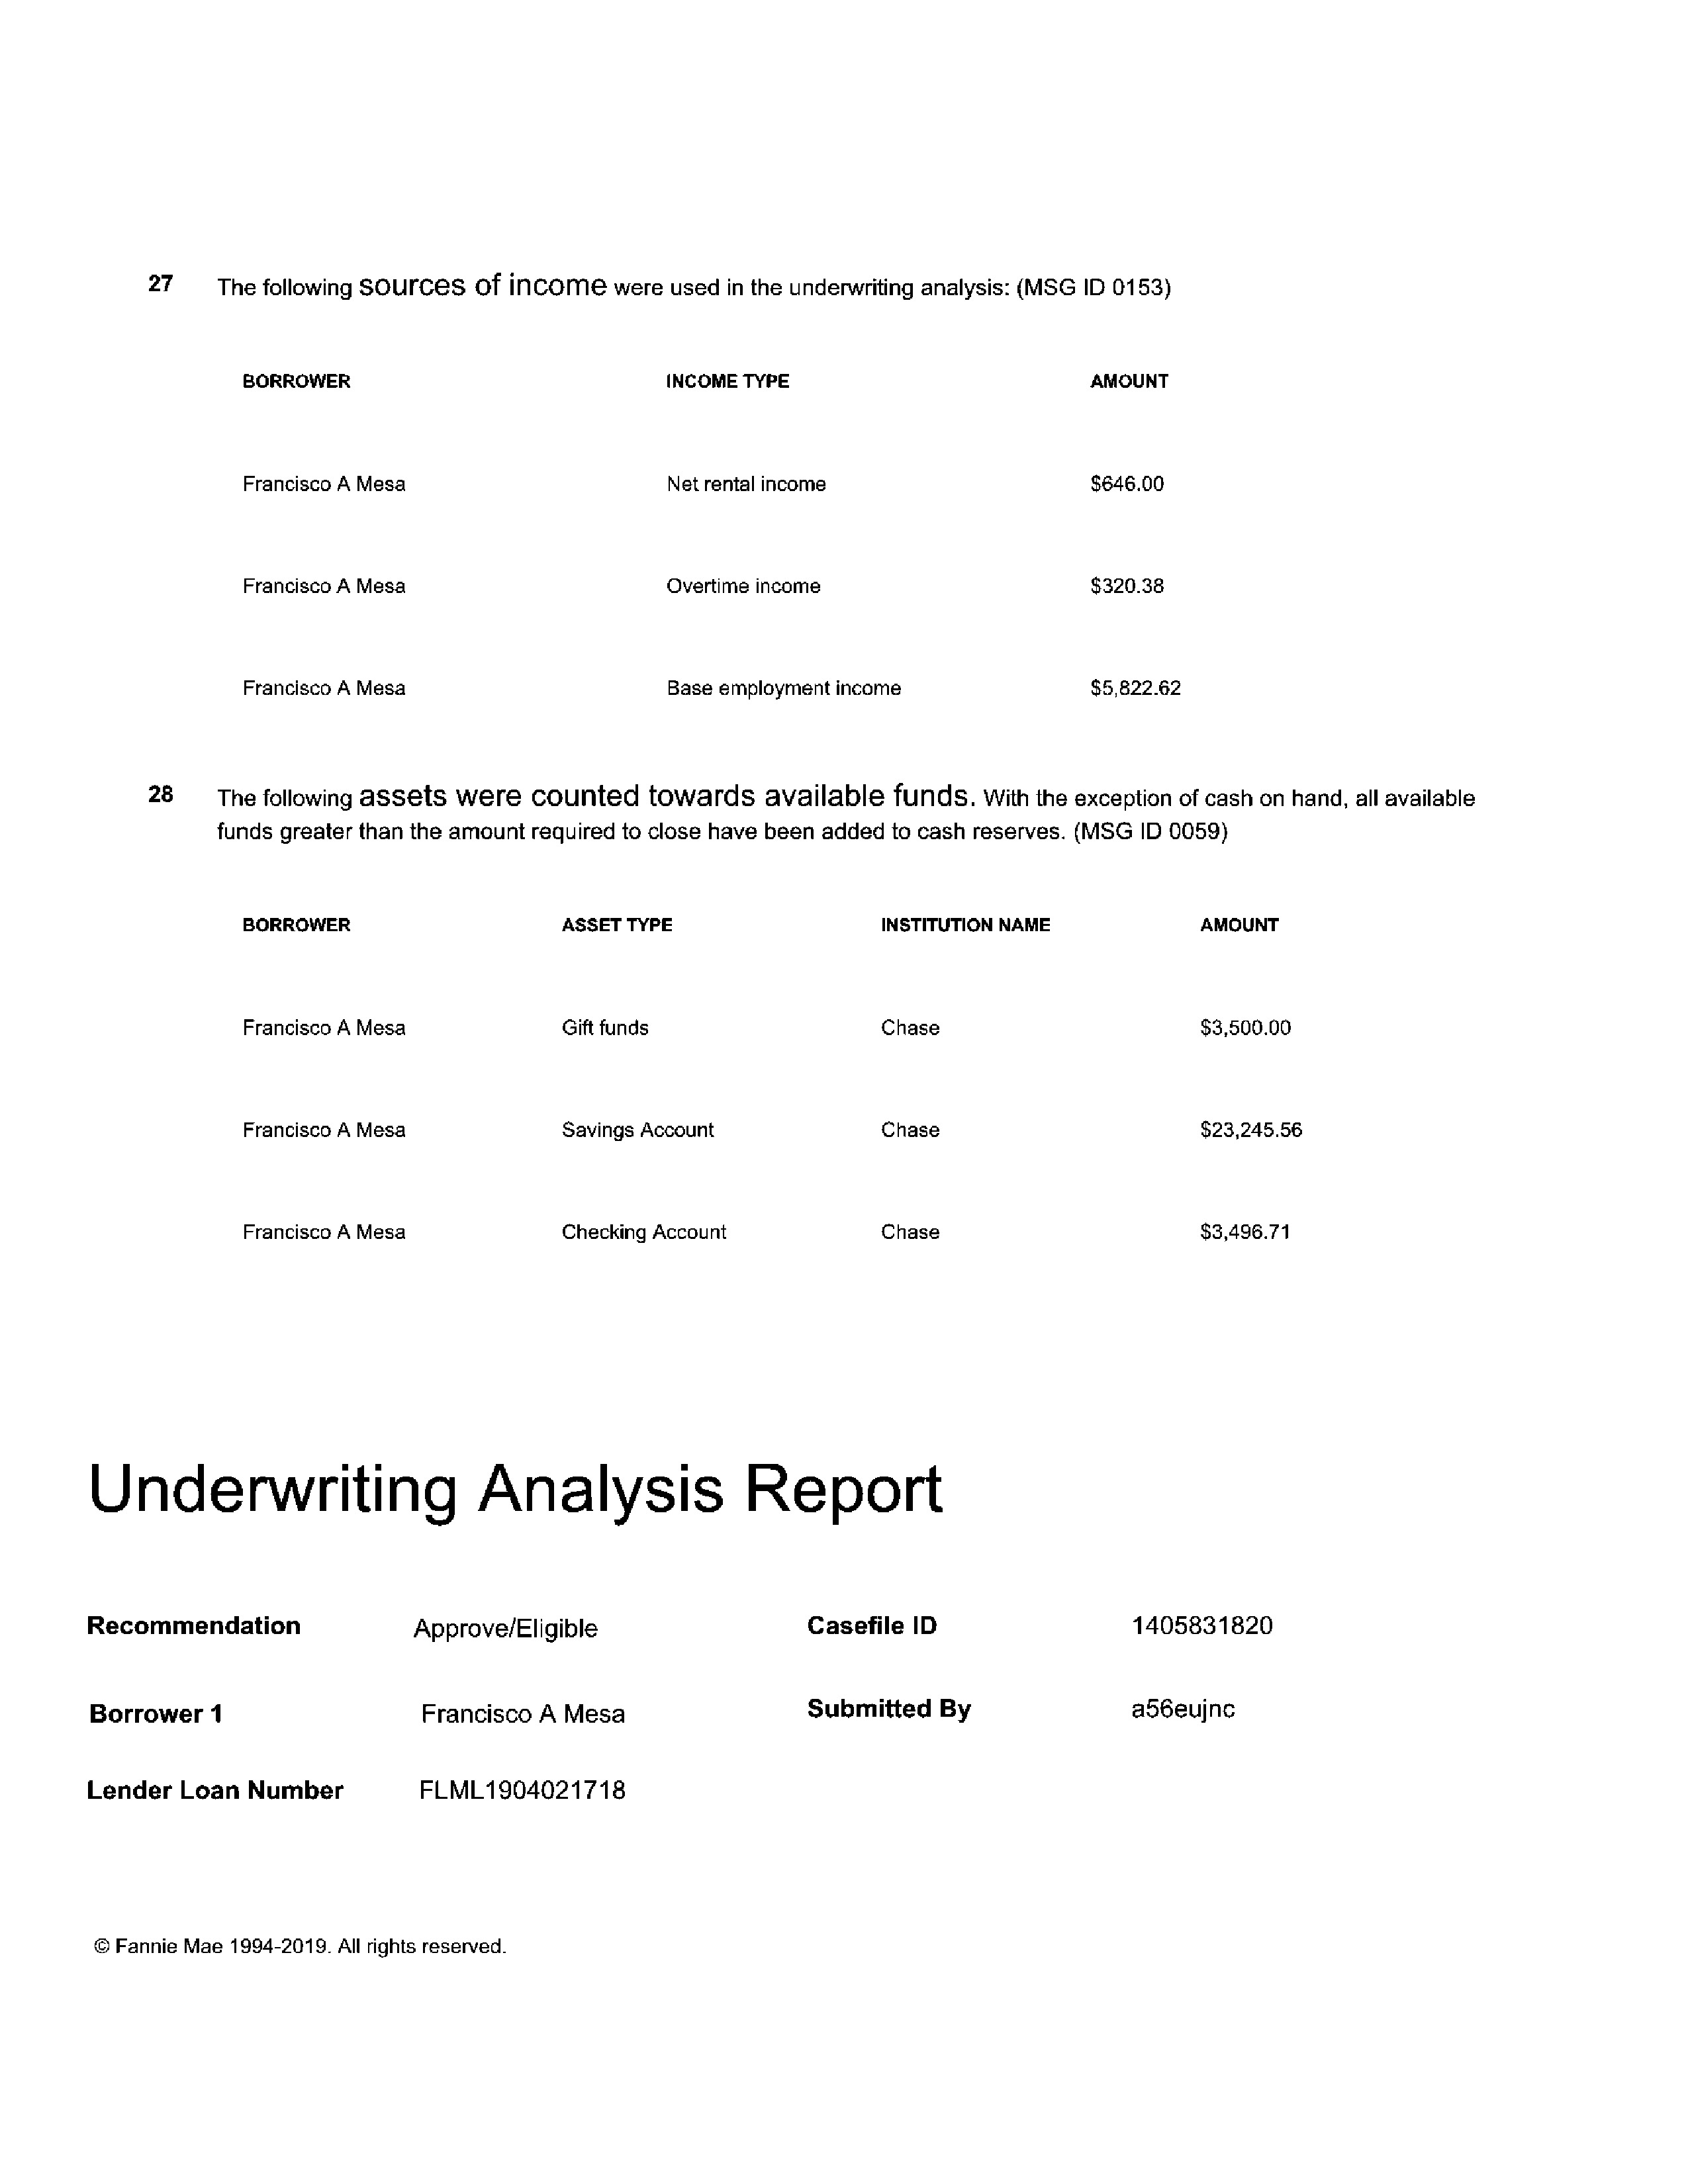 27 The following sources of income were used in the underwriting analysis: (MSG ID 0153)
BORROWER INCOME TYPE AMOUNT
Francisco A Mesa Net rental income $646.00
Francisco A Mesa Overtime income $320.38
Francisco A Mesa Base employment income $5,822.62
28 The following assets were counted towards available funds. With the exception of cash on hand, all available
funds greater than the amount required to close have been added to cash reserves. (MSG ID 0059)
BORROWER ASSET TYPE INSTITUTION NAME AMOUNT
Francisco A Mesa Gift funds Chase $3,500.00
Francisco A Mesa Savings Account Chase $23,245.56
Francisco A Mesa Checking Account Chase $3,496.71
Underwriting Analysis Report
Recommendation Approve/Eligible Casefile ID 1405831820
Borrower 1 Francisco A Mesa Submitted By a56eujnc
Lender Loan Number FLML1904021718
© Fannie Mae 1994-2019. All rights reserved.